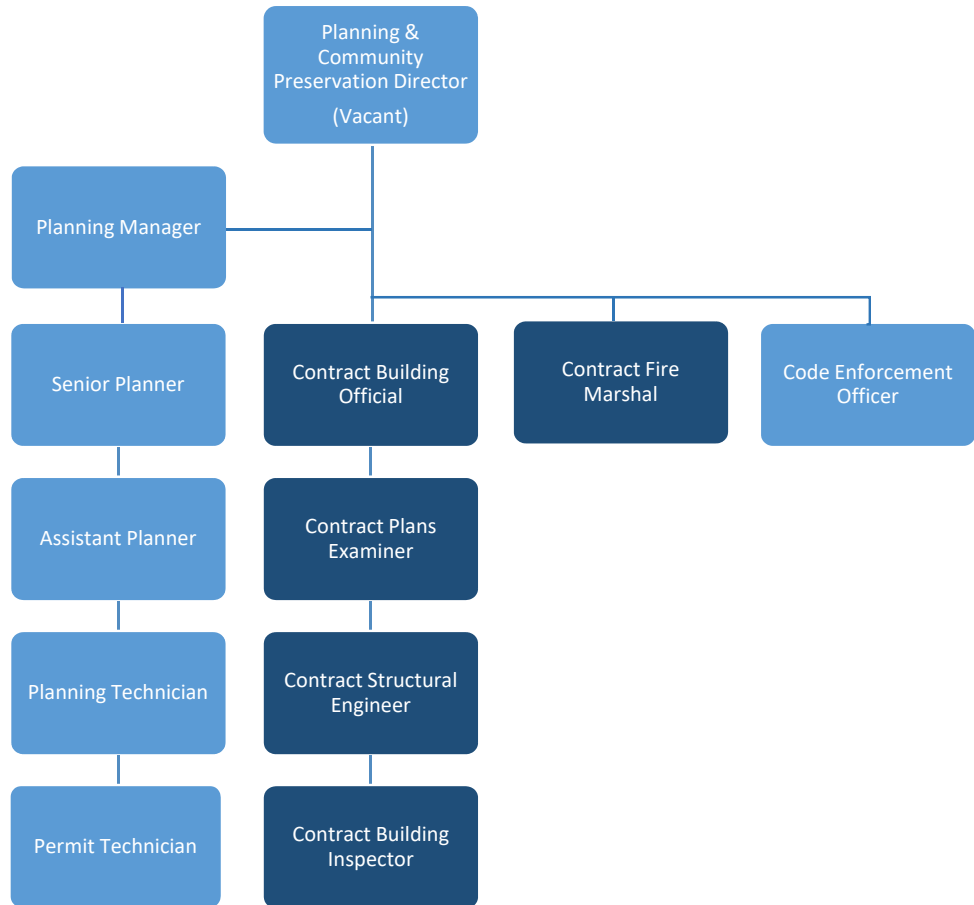 Planning &
Community
Preservation Director
(Vacant)
Planning Manager
Senior Planner
Contract Building
Official
Contract Fire
Marshal
Code Enforcement
Officer
Assistant Planner
Contract Plans
Examiner
Planning Technician
Contract Structural
Engineer
Permit Technician
Contract Building
Inspector